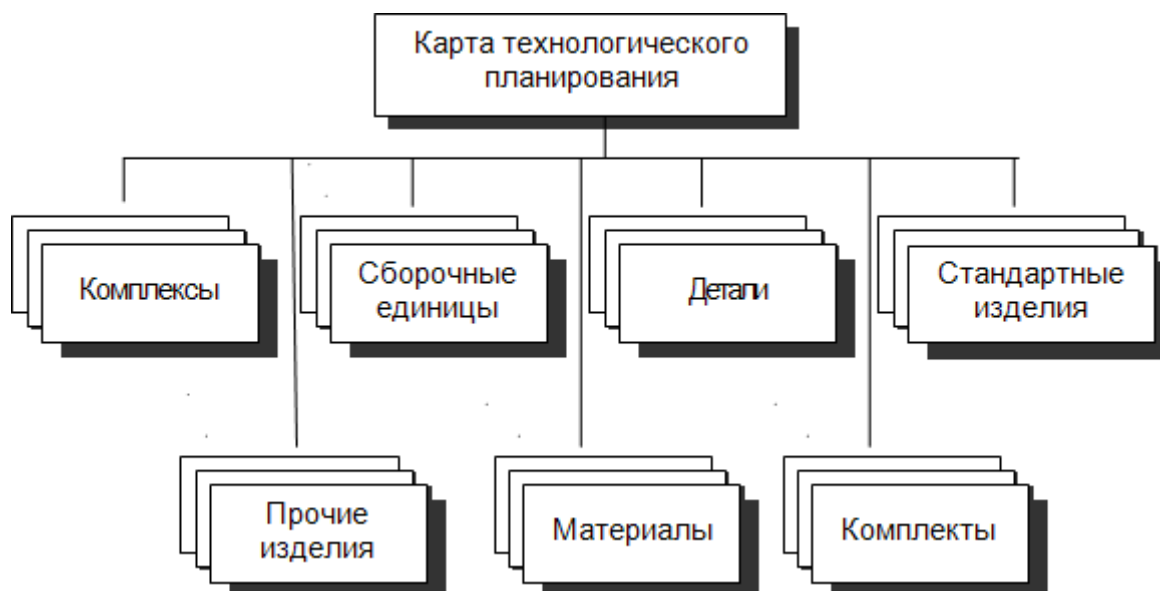 Карта технологического
планирования
Комплексы
Сборочные
единицы
Детали
Стандартные
изделия
Прочие
изделия
Материалы
Комплекты